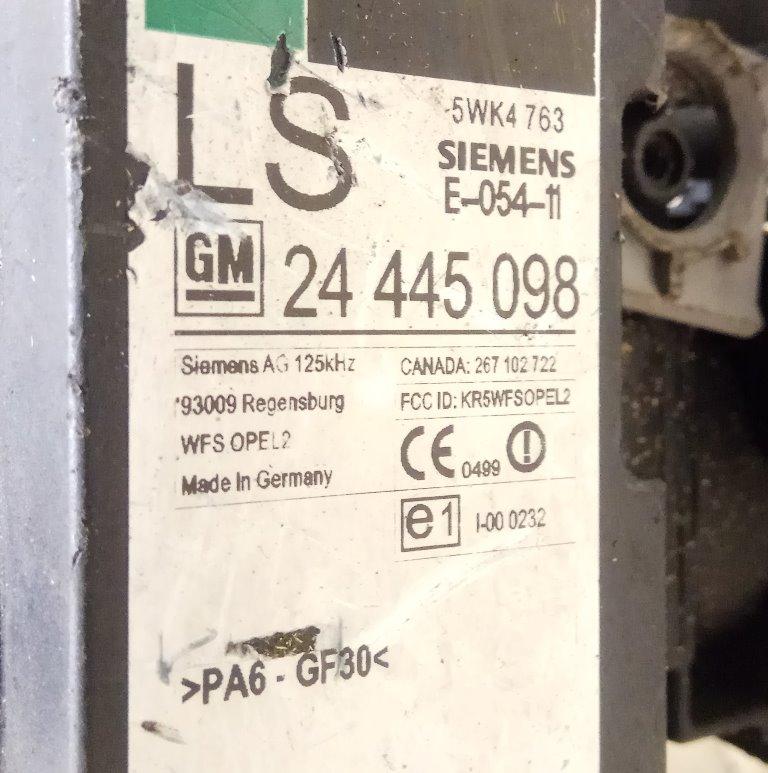 LS
5WK4 763
SIEMENS
E-054-11
GM
24 445 098
Siemens AG 125kHz
93009 Regensburg
WFS OPEL2
Made In Germany
CANADA: 267 102 722
FCC ID: KR5WFSOPEL2
CE 0499
e1 I-00 0232
>PA6 - GF30<